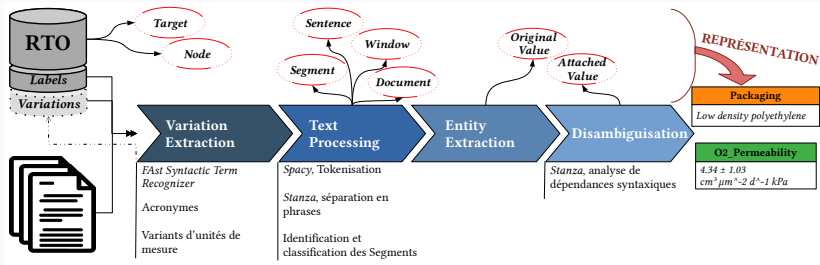 RTO
Labels
Variations
Target
Node
Sentence
Window
Segment
Document
Original
Value
Attached
Value
REPRÉSENTATION
Variation
Extraction
Text
Processing
Entity
Extraction
Disambiguisation
FAst Syntactic Term
Recognizer
Acronymes
Variants d'unités de
mesure
Spacy, Tokenisation
Stanza, séparation en
phrases
Identification et
classification des Segments
Stanza, analyse de
dépendances syntaxiques
Packaging
Low density polyethylene
O2_Permeability
4.34 ± 1.03
cm³ µm^-2 d^-1 kPa